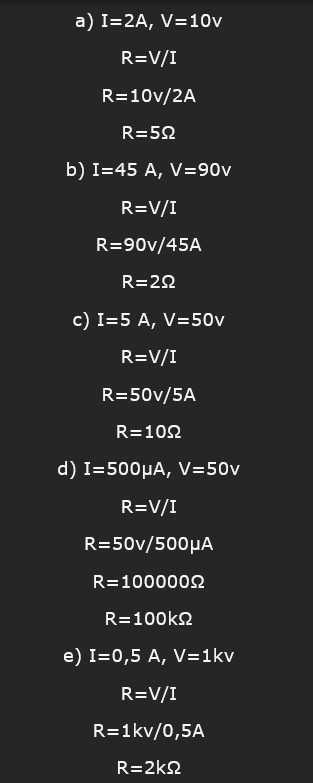 a) I=2A, V=10v
R=V/I
R=10v/2A
R=5Ω
b) I=45 A, V=90v
R=V/I
R=90v/45A
R=2Ω
c) I=5 A, V=50v
R=V/I
R=50v/5A
R=10Ω
d) I=500µA, V=50v
R=V/I
R=50v/500µA
R=100000Ω
R=100kΩ
e) I=0,5 A, V=1kv
R=V/I
R=1kv/0,5A
R=2kΩ